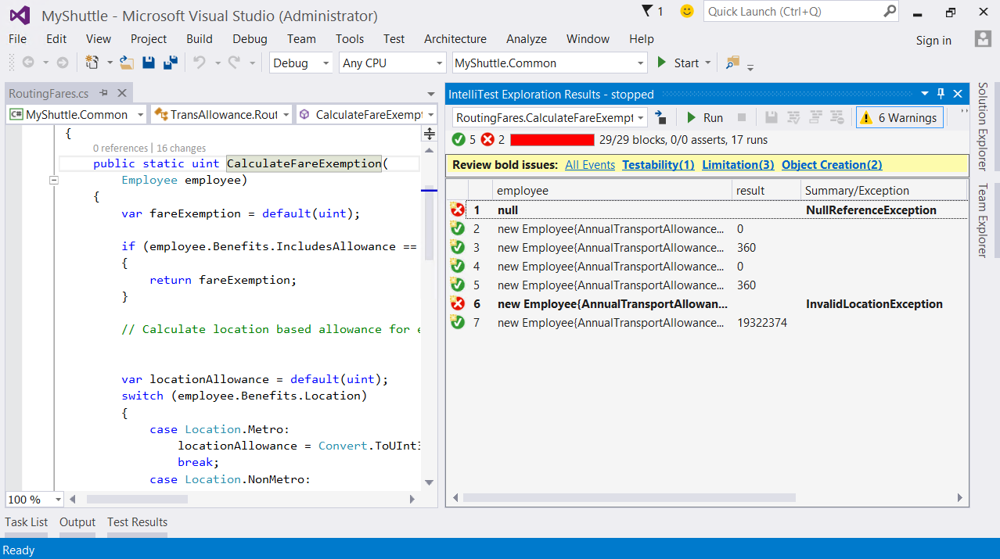 MyShuttle - Microsoft Visual Studio (Administrator)
1
Quick Launch (Ctrl+Q)
File Edit View Project Build Debug Team Tools Test Architecture Analyze Window Help
Sign in
Debug Any CPU MyShuttle.Common Start
RoutingFares.cs
C# MyShuttle.Common TransAllowance.Rout CalculateFareExempt
{
0 references | 16 changes
public static uint CalculateFareExemption(
Employee employee)
{
var fareExemption = default(uint);
if (employee.Benefits.IncludesAllowance ==
{
return fareExemption;
}
// Calculate location based allowance for e
var locationAllowance = default(uint);
switch (employee.Benefits.Location)
{
case Location.Metro:
locationAllowance = Convert.ToUInt3
break;
case Location.NonMetro:
100 %
IntelliTest Exploration Results - stopped
RoutingFares.CalculateFareExempt Run 6 Warnings
5 2 29/29 blocks, 0/0 asserts, 17 runs
Review bold issues: All Events Testability(1) Limitation(3) Object Creation(2)
employee result Summary/Exception
1 null NullReferenceException
2 new Employee{AnnualTransportAllowance... 0
3 new Employee{AnnualTransportAllowance... 360
4 new Employee{AnnualTransportAllowance... 0
5 new Employee{AnnualTransportAllowance... 360
6 new Employee{AnnualTransportAllowan... InvalidLocationException
7 new Employee{AnnualTransportAllowance... 19322374
Solution Explorer
Team Explorer
Task List Output Test Results
Ready